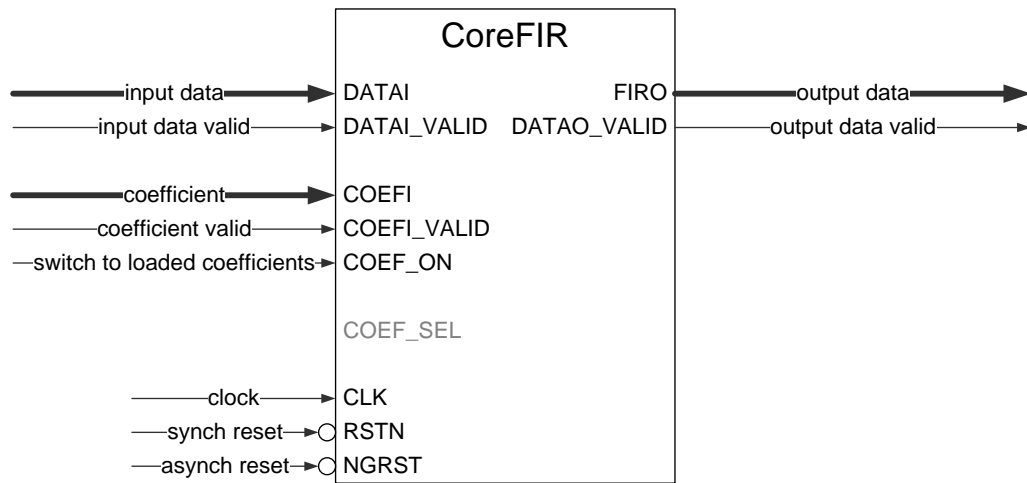 CoreFIR
input data DATAI FIRO output data
input data valid DATAI_VALID DATAO_VALID output data valid
coefficient COEFI
coefficient valid COEFI_VALID
switch to loaded coefficients COEF_ON
COEF_SEL
clock CLK
synch reset RSTN
asynch reset NGRST